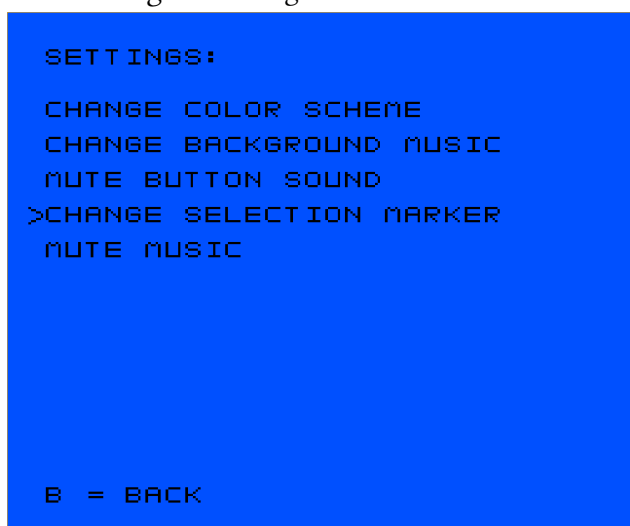 SETTINGS:
CHANGE COLOR SCHEME
CHANGE BACKGROUND MUSIC
MUTE BUTTON SOUND
>CHANGE SELECTION MARKER
MUTE MUSIC
B = BACK